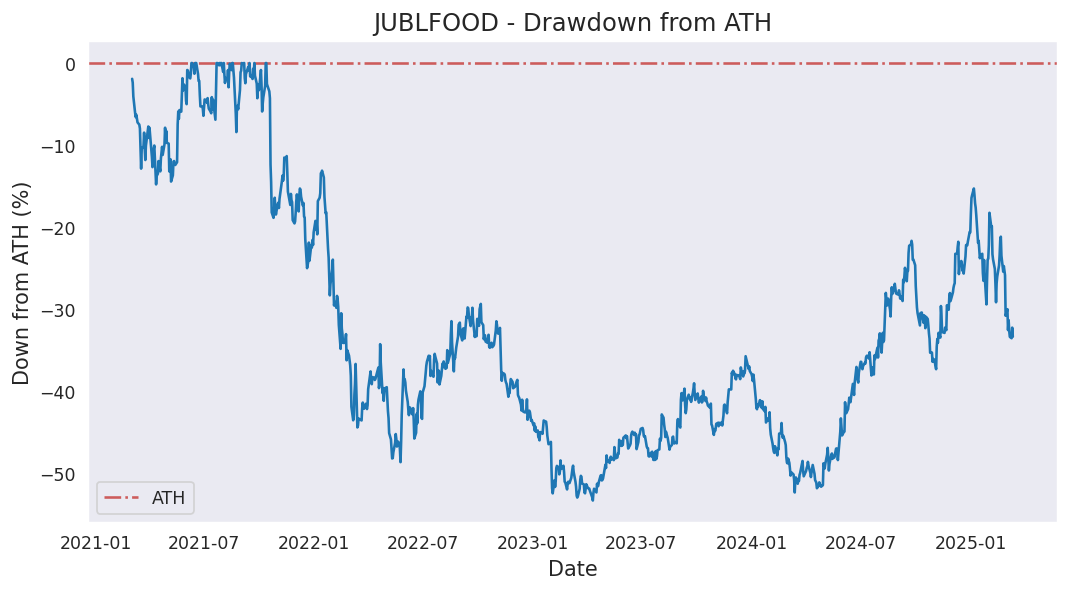 JUBLFOOD - Drawdown from ATH
Down from ATH (%)
0
−10
−20
−30
−40
−50
ATH
2021-01 2021-07 2022-01 2022-07 2023-01 2023-07 2024-01 2024-07 2025-01
Date